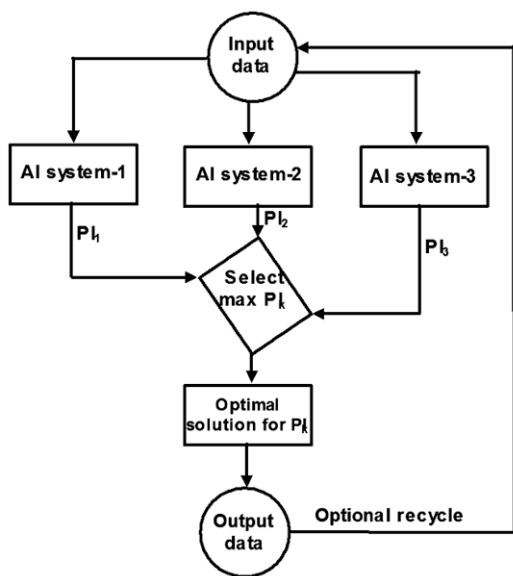 Input
data
AI system-1
AI system-2
AI system-3
PI₁
PI₂
PI₃
Select
max PIₖ
Optimal
solution for PIₖ
Output
data
Optional recycle